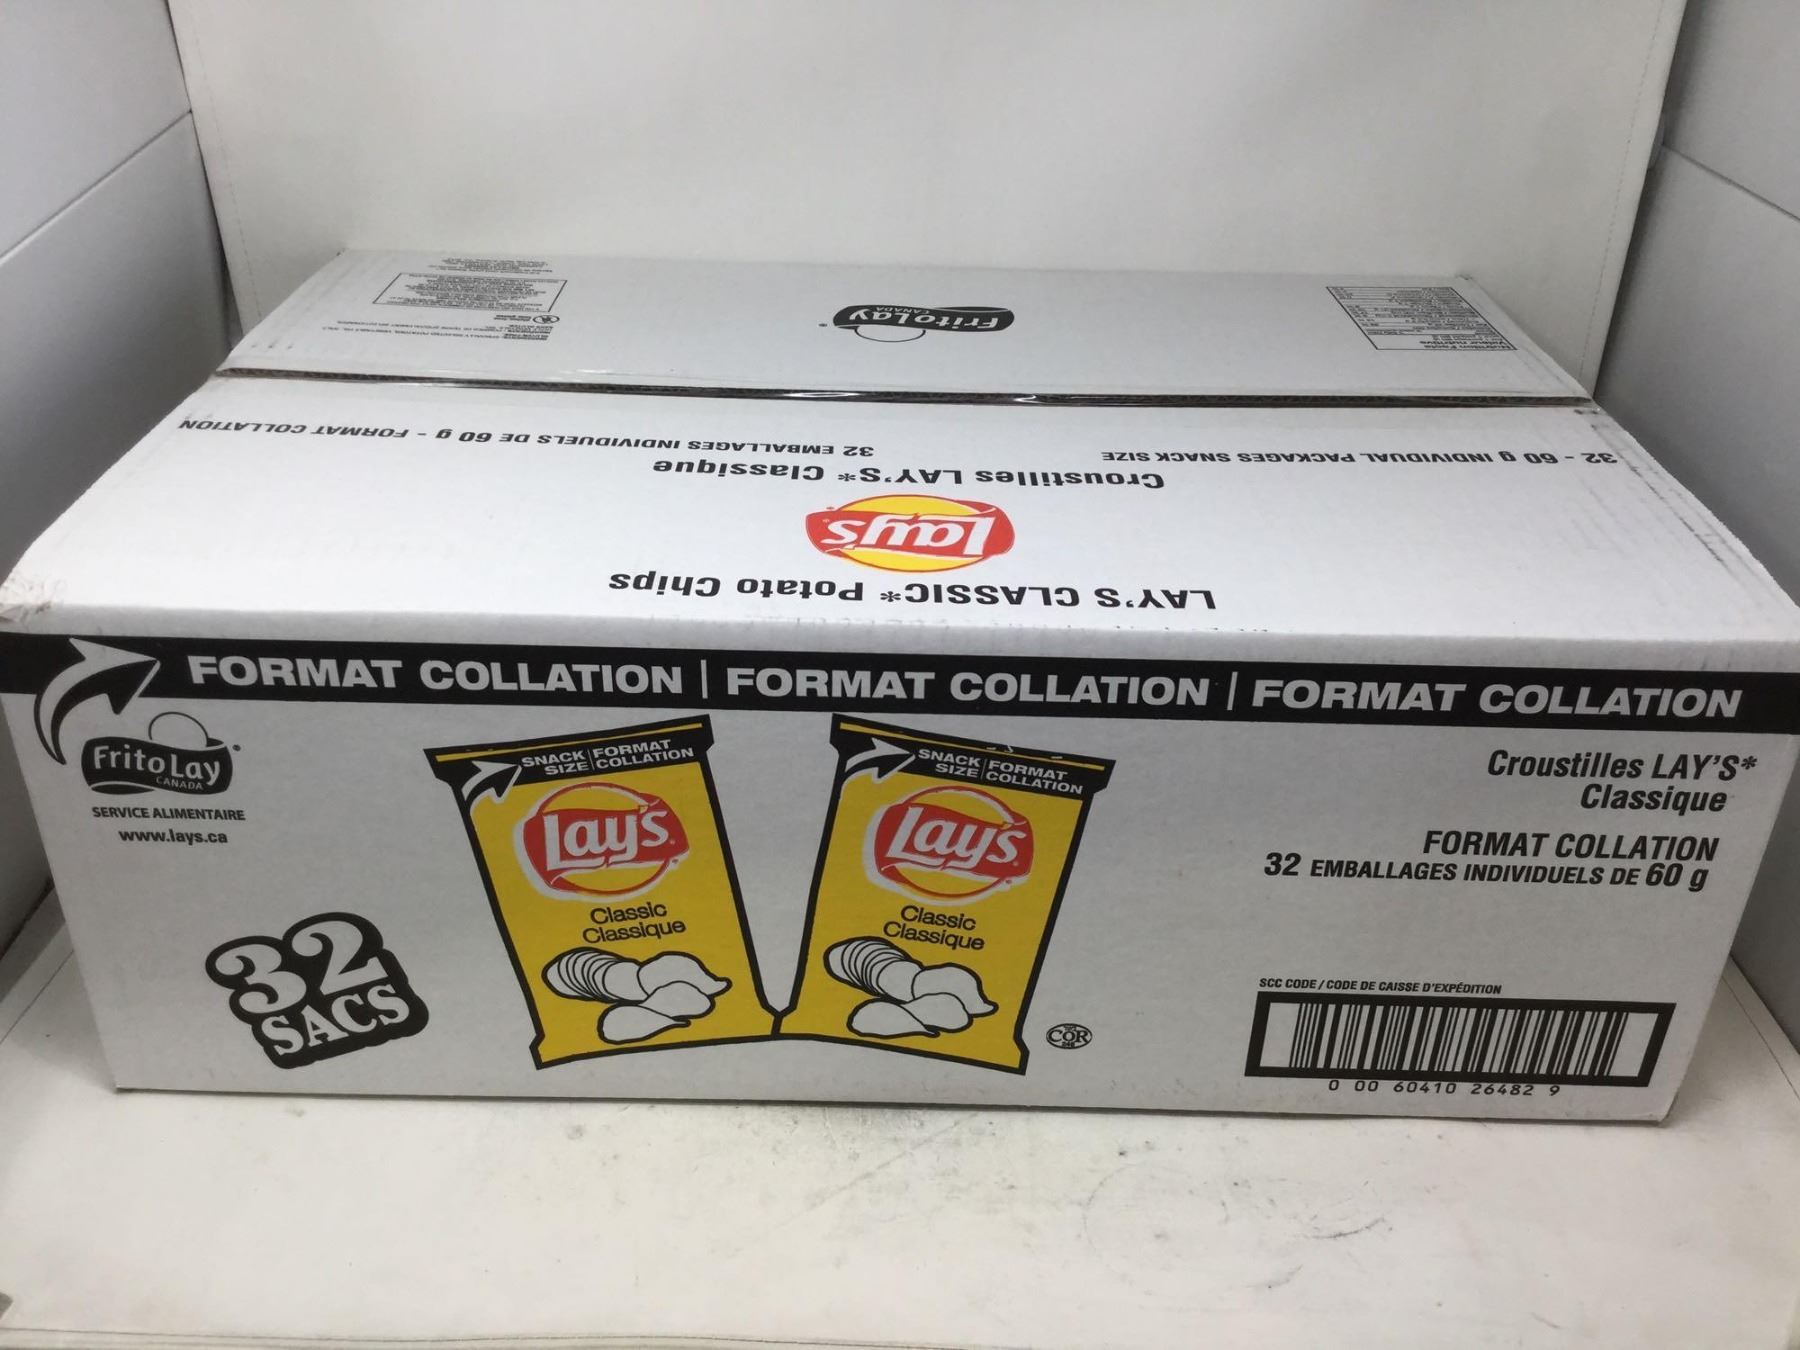 FritoLay
CANADA
32 EMBALLAGES INDIVIDUELS DE 60 g - FORMAT COLLATION
32 - 60 g INDIVIDUAL PACKAGES SNACK SIZE
Croustilles LAY'S* Classique
Lay's
LAY'S CLASSIC* Potato Chips
FORMAT COLLATION | FORMAT COLLATION | FORMAT COLLATION
FritoLay
CANADA
SERVICE ALIMENTAIRE
www.lays.ca
32
SACS
SNACK | FORMAT
SIZE | COLLATION
Lay's
Classic
Classique
SNACK | FORMAT
SIZE | COLLATION
Lay's
Classic
Classique
COR
Croustilles LAY'S*
Classique
FORMAT COLLATION
32 EMBALLAGES INDIVIDUELS DE 60 g
SCC CODE / CODE DE CAISSE D'EXPÉDITION
0 00 60410 26482 9